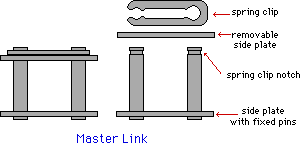 spring clip
removable
side plate
spring clip notch
side plate
with fixed pins
Master Link